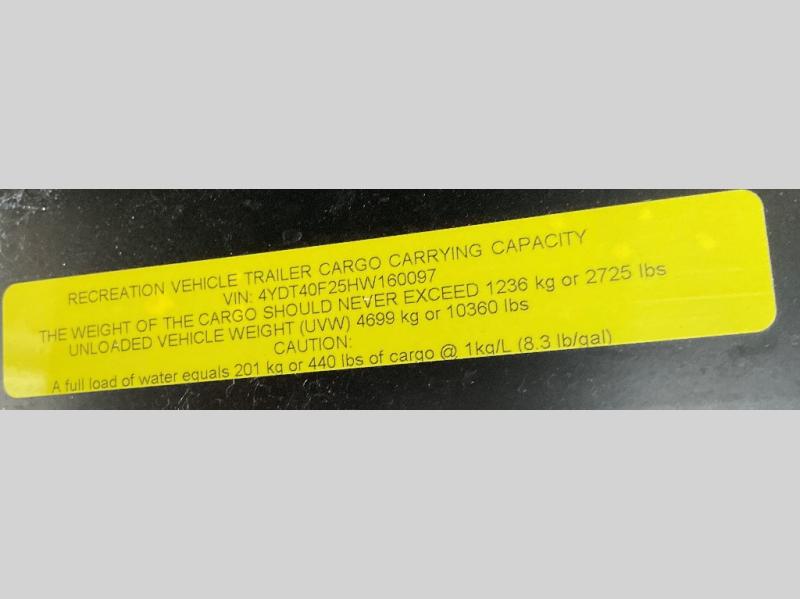 RECREATION VEHICLE TRAILER CARGO CARRYING CAPACITY
VIN: 4YDT40F25HW160097
THE WEIGHT OF THE CARGO SHOULD NEVER EXCEED 1236 kg or 2725 lbs
UNLOADED VEHICLE WEIGHT (UVW) 4699 kg or 10360 lbs
CAUTION:
A full load of water equals 201 kg or 440 lbs of cargo @ 1kg/L (8.3 lb/gal)